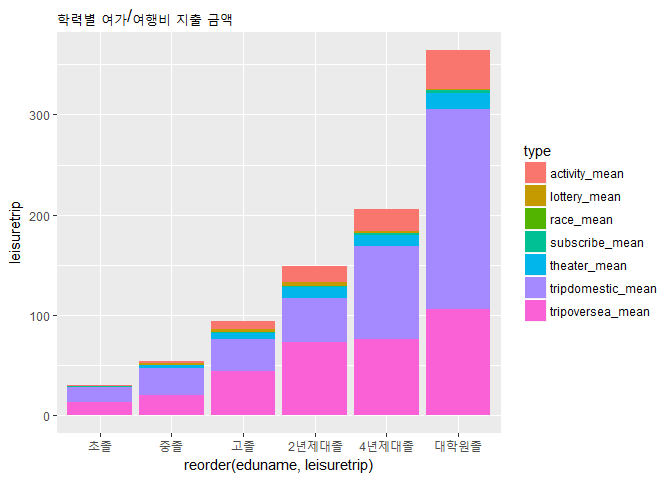 학력별 여가/여행비 지출 금액
leisuretrip
300
200
100
0
초졸
중졸
고졸
2년제대졸
4년제대졸
대학원졸
reorder(eduname, leisuretrip)
type
activity_mean
lottery_mean
race_mean
subscribe_mean
theater_mean
tripdomestic_mean
tripoversea_mean